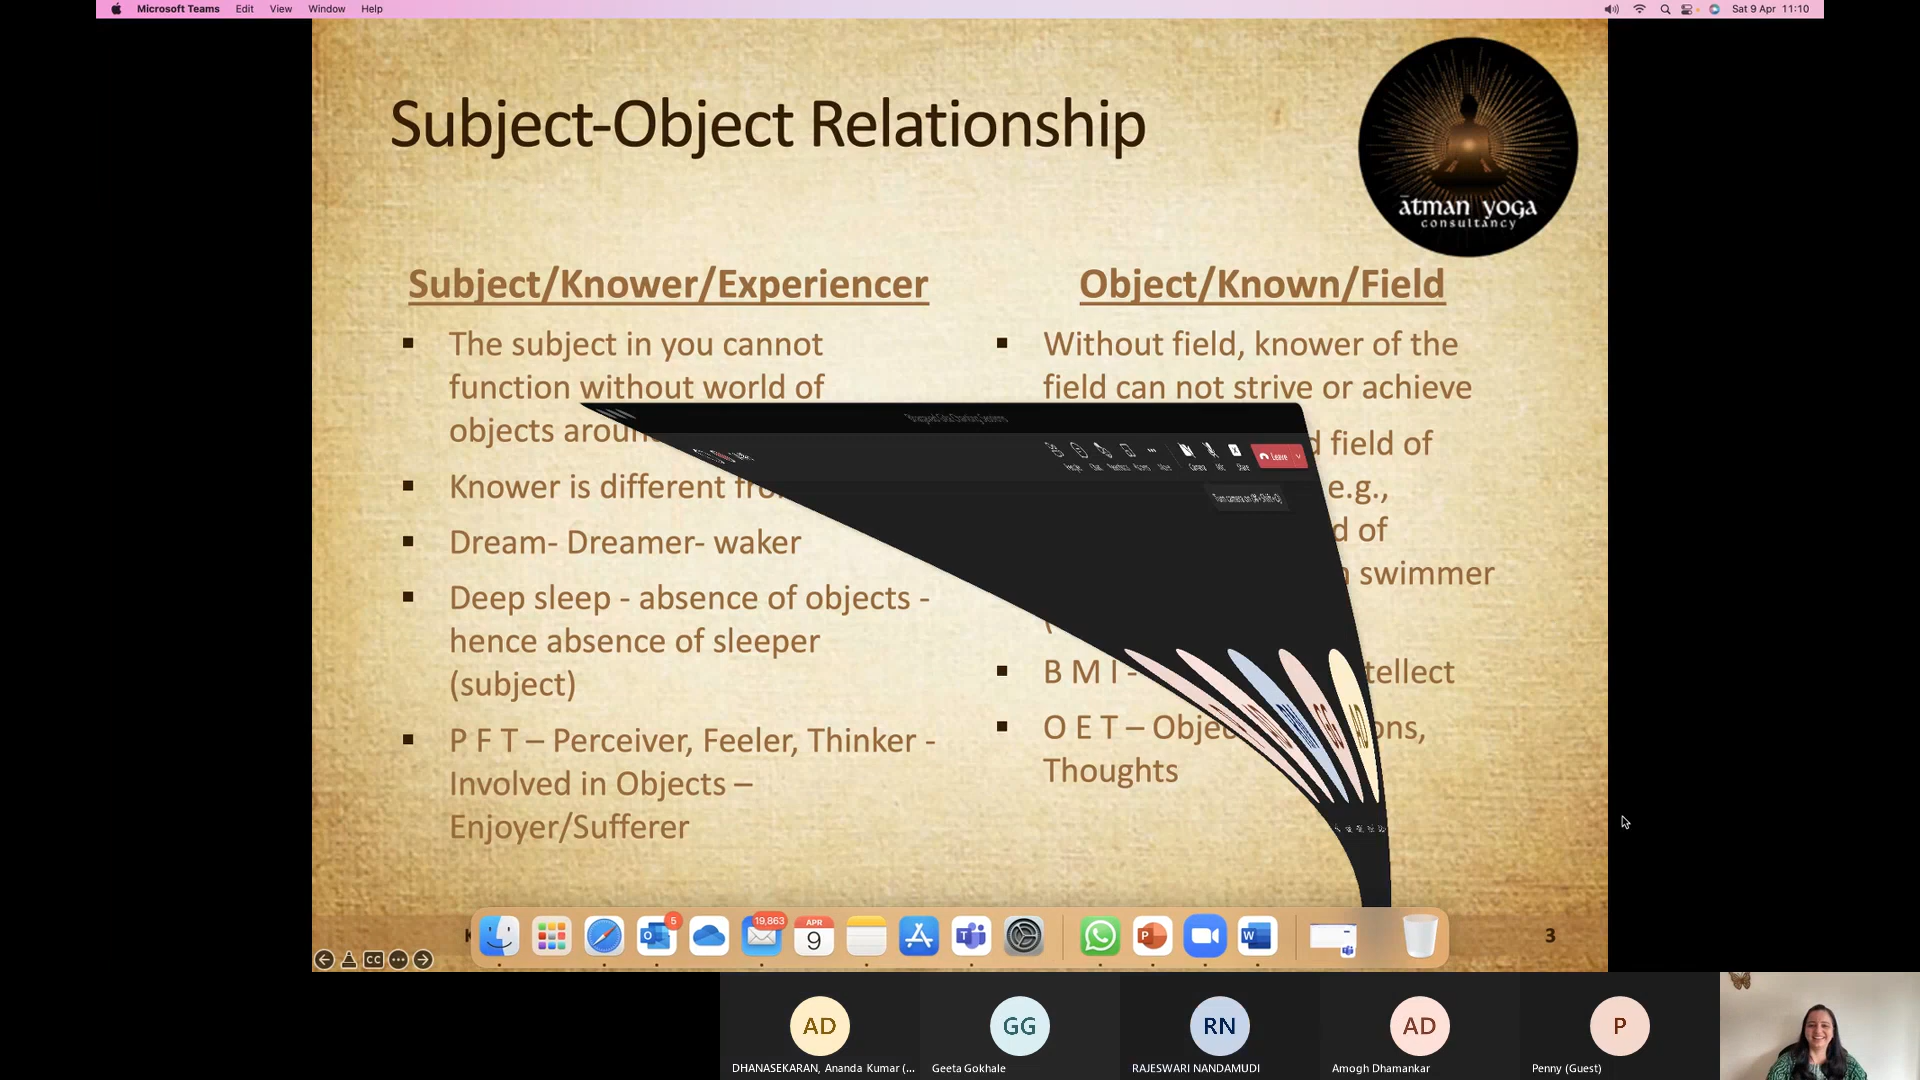 Microsoft Teams Edit View Window Help
Sat 9 Apr 11:10
Subject-Object Relationship
ātman yoga
consultancy
Subject/Knower/Experiencer
The subject in you cannot
function without world of
objects
Knower is different
Dream- Dreamer- waker
Deep sleep - absence of objects -
hence absence of sleeper
(subject)
P F T – Perceiver, Feeler, Thinker -
Involved in Objects –
Enjoyer/Sufferer
Object/Known/Field
Without field, knower of the
field can not strive or achieve
field of
e.g.,
of
swimmer
B M I -
O E T –
Thoughts
Leave
Camera Mic Share
5
19,863
APR
9
3
CC
AD
GG
RN
AD
P
DHANASEKARAN, Ananda Kumar (...
Geeta Gokhale
RAJESWARI NANDAMUDI
Amogh Dhamankar
Penny (Guest)